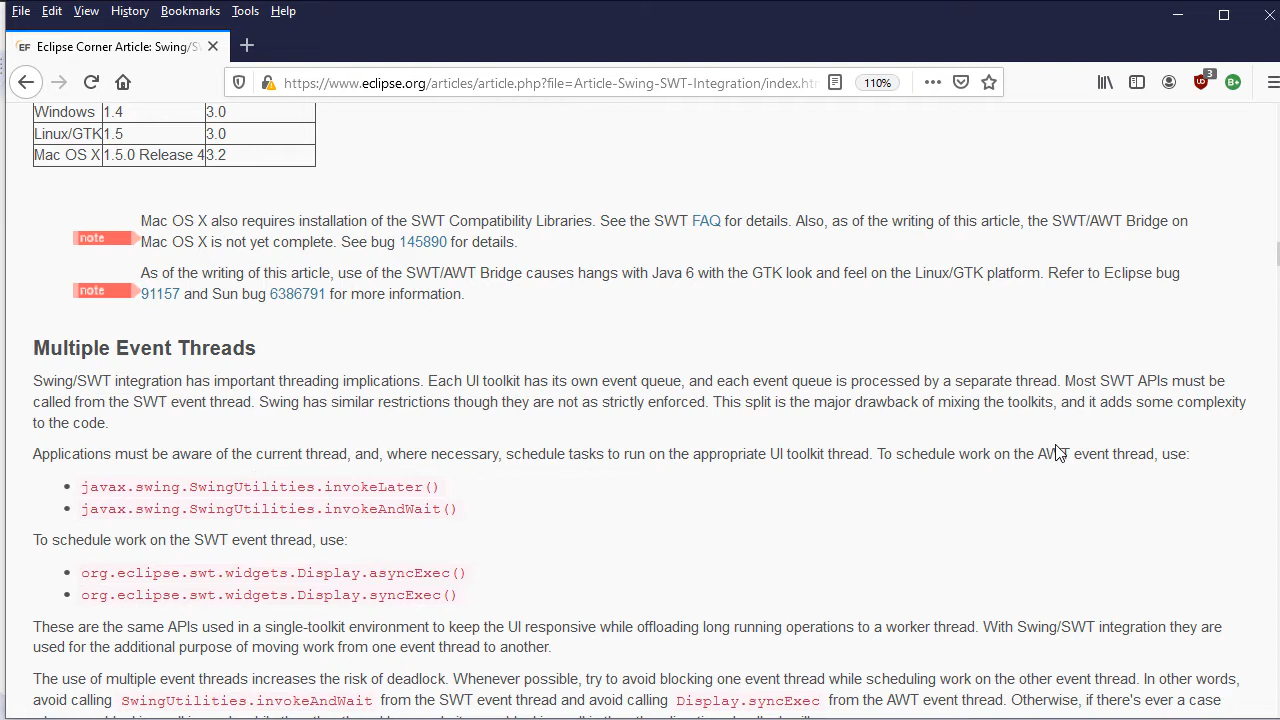 File Edit View History Bookmarks Tools Help
EF Eclipse Corner Article: Swing/S
https://www.eclipse.org/articles/article.php?file=Article-Swing-SWT-Integration/index.htm 110% 3 B+
Windows 1.4 3.0
Linux/GTK 1.5 3.0
Mac OS X 1.5.0 Release 4 3.2
Mac OS X also requires installation of the SWT Compatibility Libraries. See the SWT FAQ for details. Also, as of the writing of this article, the SWT/AWT Bridge on
note Mac OS X is not yet complete. See bug 145890 for details.
As of the writing of this article, use of the SWT/AWT Bridge causes hangs with Java 6 with the GTK look and feel on the Linux/GTK platform. Refer to Eclipse bug
note 91157 and Sun bug 6386791 for more information.
Multiple Event Threads
Swing/SWT integration has important threading implications. Each UI toolkit has its own event queue, and each event queue is processed by a separate thread. Most SWT APIs must be
called from the SWT event thread. Swing has similar restrictions though they are not as strictly enforced. This split is the major drawback of mixing the toolkits, and it adds some complexity
to the code.
Applications must be aware of the current thread, and, where necessary, schedule tasks to run on the appropriate UI toolkit thread. To schedule work on the AWT event thread, use:
• javax.swing.SwingUtilities.invokeLater()
• javax.swing.SwingUtilities.invokeAndWait()
To schedule work on the SWT event thread, use:
• org.eclipse.swt.widgets.Display.asyncExec()
• org.eclipse.swt.widgets.Display.syncExec()
These are the same APIs used in a single-toolkit environment to keep the UI responsive while offloading long running operations to a worker thread. With Swing/SWT integration they are
used for the additional purpose of moving work from one event thread to another.
The use of multiple event threads increases the risk of deadlock. Whenever possible, try to avoid blocking one event thread while scheduling work on the other event thread. In other words,
avoid calling SwingUtilities.invokeAndWait from the SWT event thread and avoid calling Display.syncExec from the AWT event thread. Otherwise, if there's ever a case